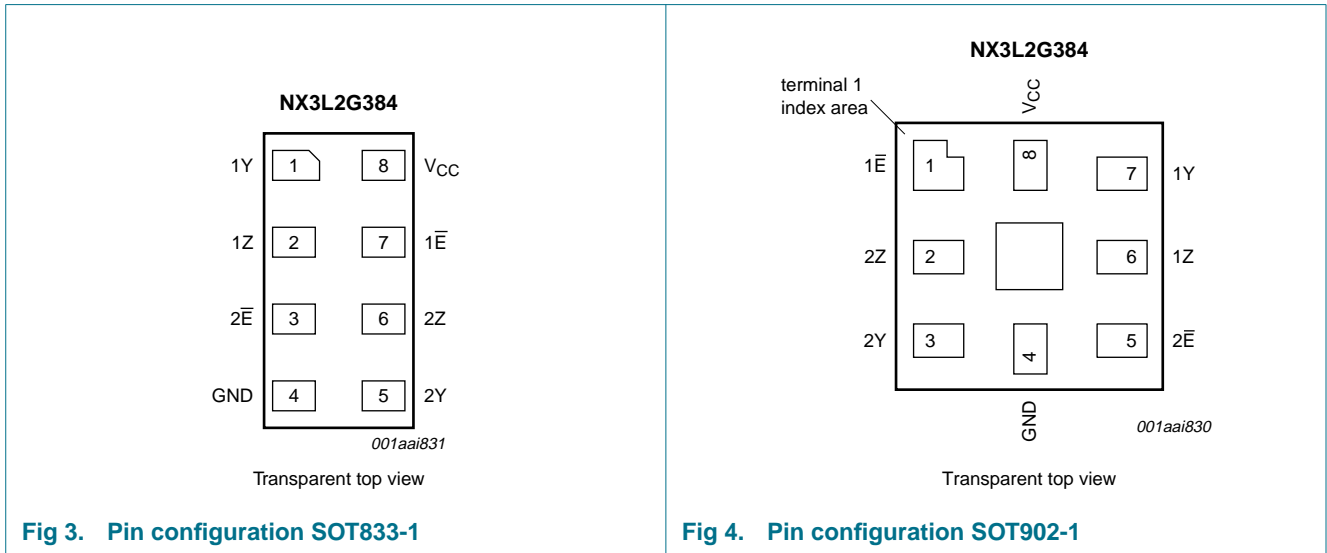 NX3L2G384
1Y 1 8 VCC
1Z 2 7 1E̅
2E̅ 3 6 2Z
GND 4 5 2Y
001aai831
Transparent top view
Fig 3. Pin configuration SOT833-1
NX3L2G384
terminal 1
index area
VCC
1E̅ 1 8 7 1Y
2Z 2 6 1Z
2Y 3 4 5 2E̅
GND
001aai830
Transparent top view
Fig 4. Pin configuration SOT902-1